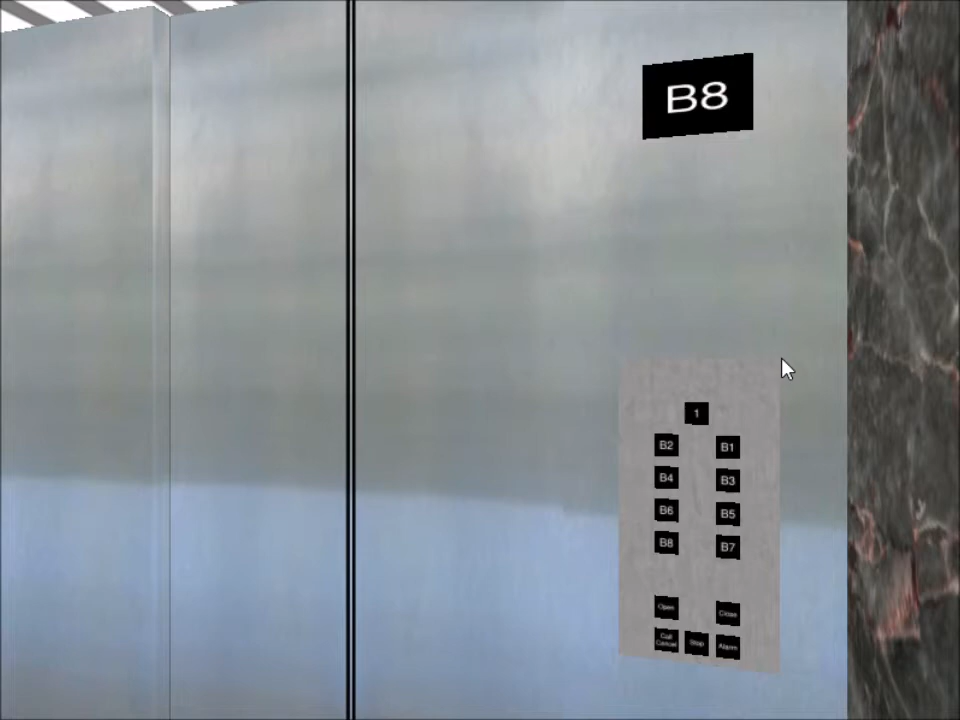 B8
1
B2 B1
B4 B3
B6 B5
B8 B7
Open Close
Call Cancel Stop Alarm